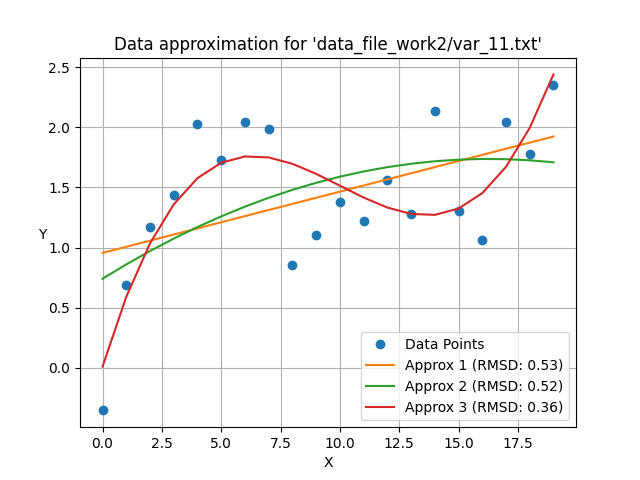 Data approximation for 'data_file_work2/var_11.txt'
2.5
2.0
1.5
1.0
0.5
0.0
Y
Data Points
Approx 1 (RMSD: 0.53)
Approx 2 (RMSD: 0.52)
Approx 3 (RMSD: 0.36)
0.0 2.5 5.0 7.5 10.0 12.5 15.0 17.5
X